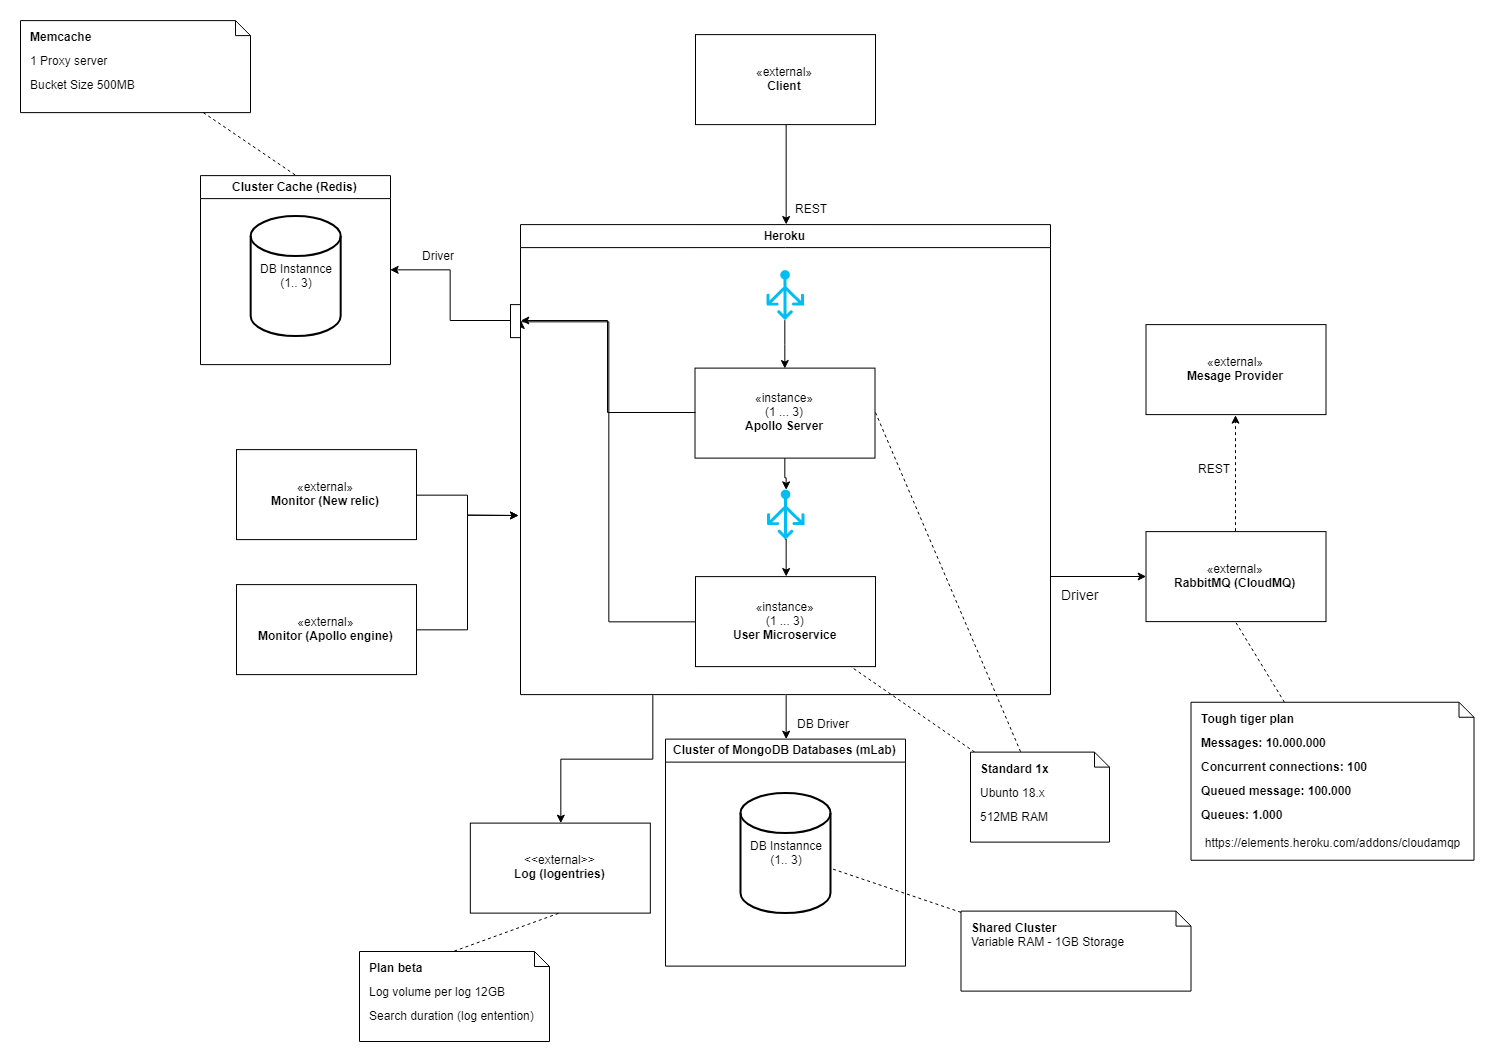 Memcache
1 Proxy server
Bucket Size 500MB
«external»
Client
REST
Cluster Cache (Redis)
DB Instannce
(1.. 3)
Driver
Heroku
«instance»
(1 ... 3)
Apollo Server
«external»
Mesage Provider
REST
«external»
Monitor (New relic)
«external»
Monitor (Apollo engine)
«instance»
(1 ... 3)
User Microservice
Driver
«external»
RabbitMQ (CloudMQ)
DB Driver
Cluster of MongoDB Databases (mLab)
DB Instannce
(1.. 3)
Standard 1x
Ubunto 18.x
512MB RAM
Tough tiger plan
Messages: 10.000.000
Concurrent connections: 100
Queued message: 100.000
Queues: 1.000
https://elements.heroku.com/addons/cloudamqp
<<external>>
Log (logentries)
Shared Cluster
Variable RAM - 1GB Storage
Plan beta
Log volume per log 12GB
Search duration (log entention)